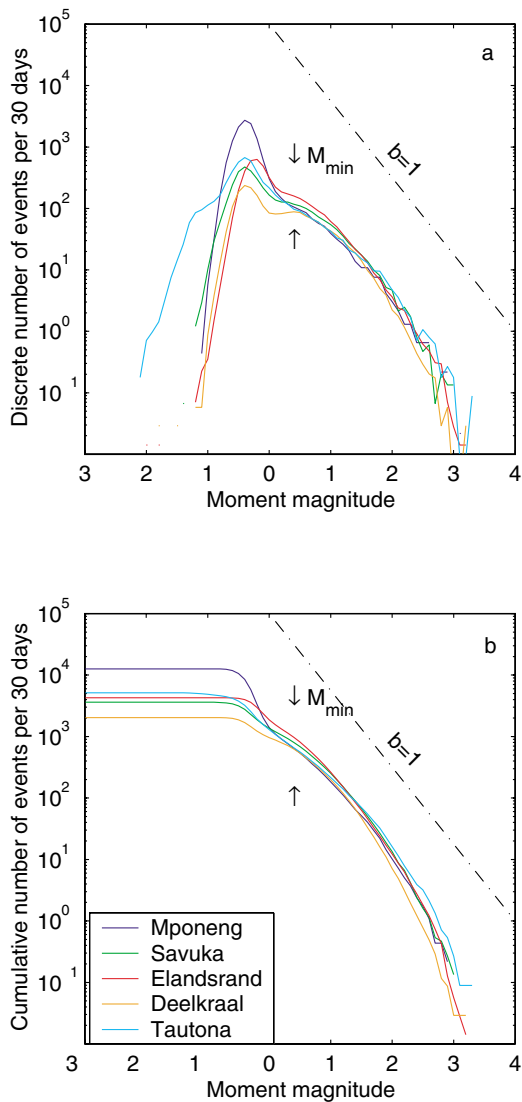 a
10^5
10^4
10^3
10^2
10^1
10^0
10^1
Discrete number of events per 30 days
b=1
↓ M_min
↑
3 2 1 0 1 2 3 4
Moment magnitude
b
10^5
10^4
10^3
10^2
10^1
10^0
10^1
Cumulative number of events per 30 days
b=1
↓ M_min
↑
Mponeng
Savuka
Elandsrand
Deelkraal
Tautona
3 2 1 0 1 2 3 4
Moment magnitude